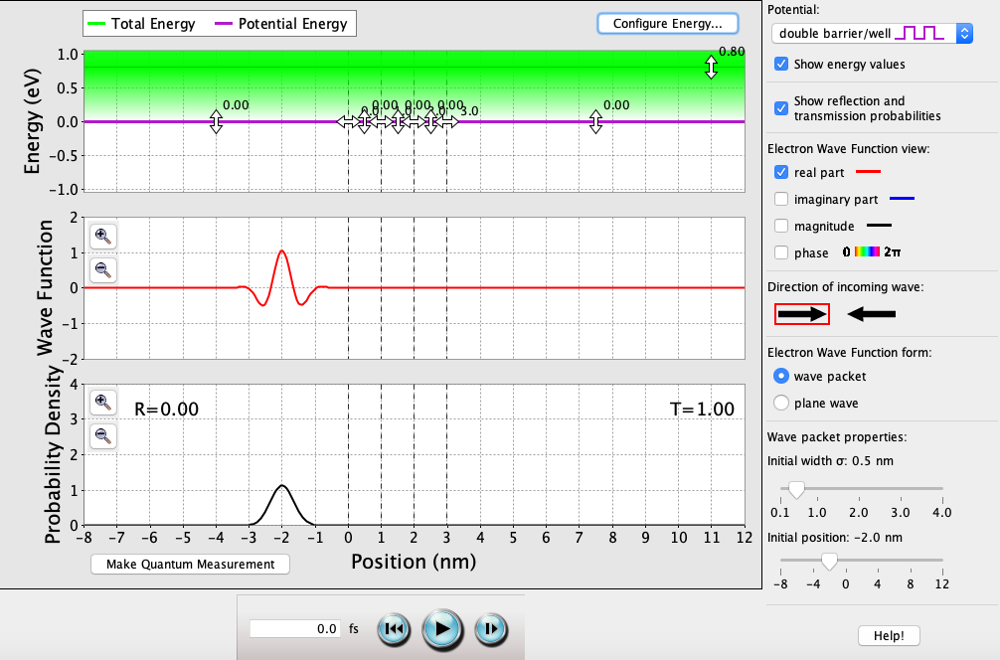 Total Energy
Potential Energy
Configure Energy...
Energy (eV)
1.0
0.5
0.0
−0.5
−1.0
0.80
0.00
0.00
0.00
0.00
3.0
0.00
Wave Function
2
1
0
−1
−2
Probability Density
4
3
2
1
0
R=0.00
T=1.00
−8 −7 −6 −5 −4 −3 −2 −1 0 1 2 3 4 5 6 7 8 9 10 11 12
Position (nm)
Make Quantum Measurement
0.0 fs
Potential:
double barrier/well
Show energy values
Show reflection and
transmission probabilities
Electron Wave Function view:
real part
imaginary part
magnitude
phase 0 2π
Direction of incoming wave:
Electron Wave Function form:
wave packet
plane wave
Wave packet properties:
Initial width σ: 0.5 nm
0.1 1.0 2.0 3.0 4.0
Initial position: −2.0 nm
−8 −4 0 4 8 12
Help!